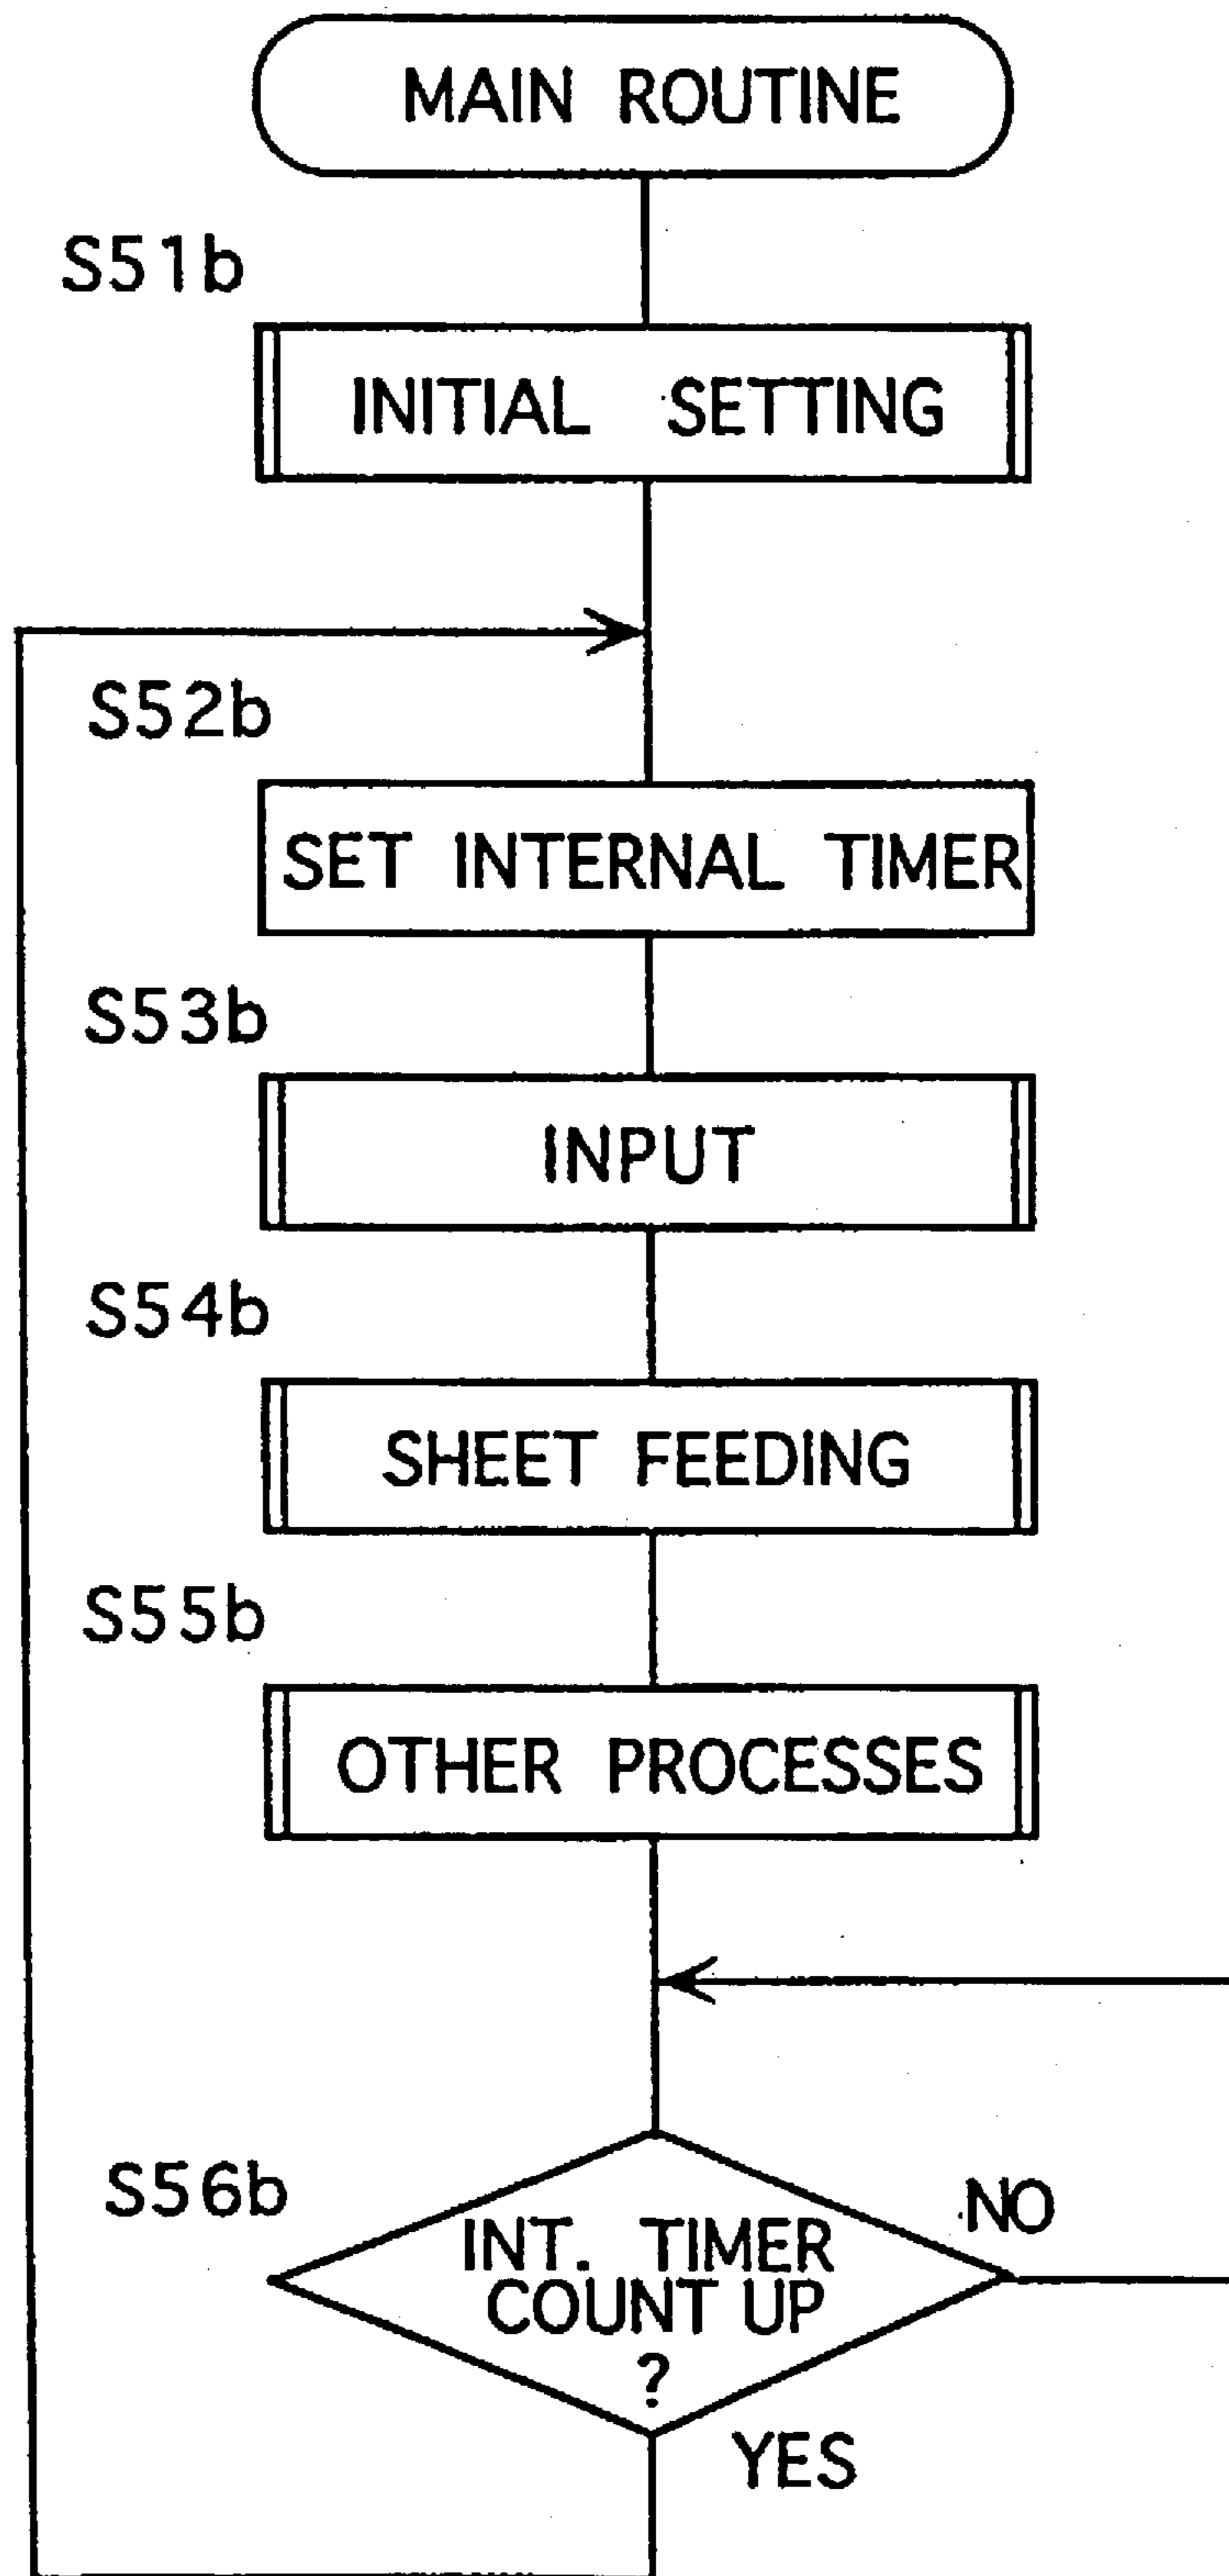 MAIN ROUTINE
S51b
INITIAL SETTING
S52b
SET INTERNAL TIMER
S53b
INPUT
S54b
SHEET FEEDING
S55b
OTHER PROCESSES
S56b
NO
INT. TIMER
COUNT UP
?
YES